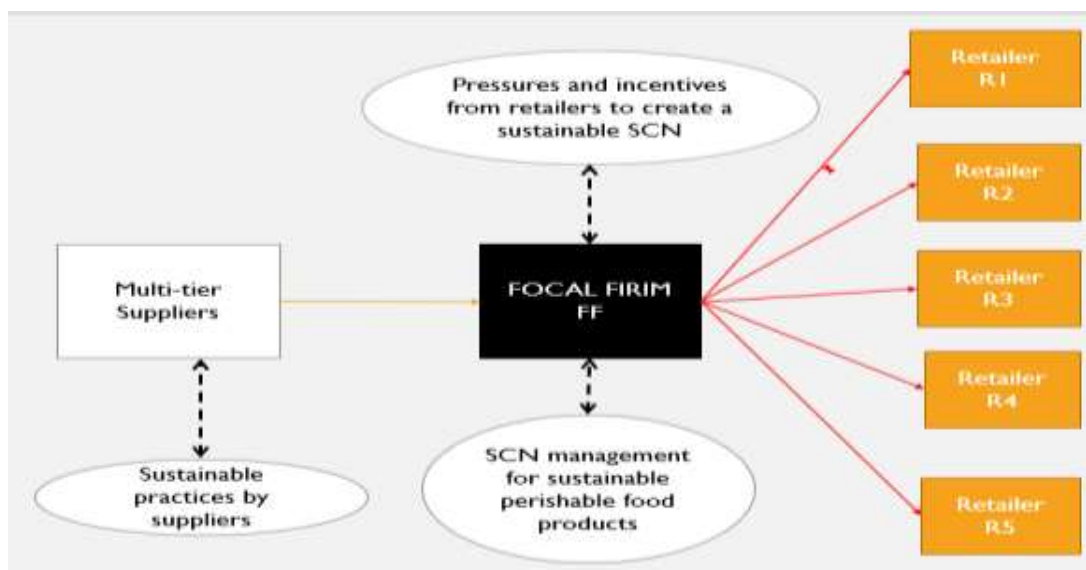 Pressures and incentives
from retailers to create a
sustainable SCN
Multi-tier
Suppliers
FOCAL FIRIM
FF
Sustainable
practices by
suppliers
SCN management
for sustainable
perishable food
products
Retailer
R1
Retailer
R2
Retailer
R3
Retailer
R4
Retailer
R5